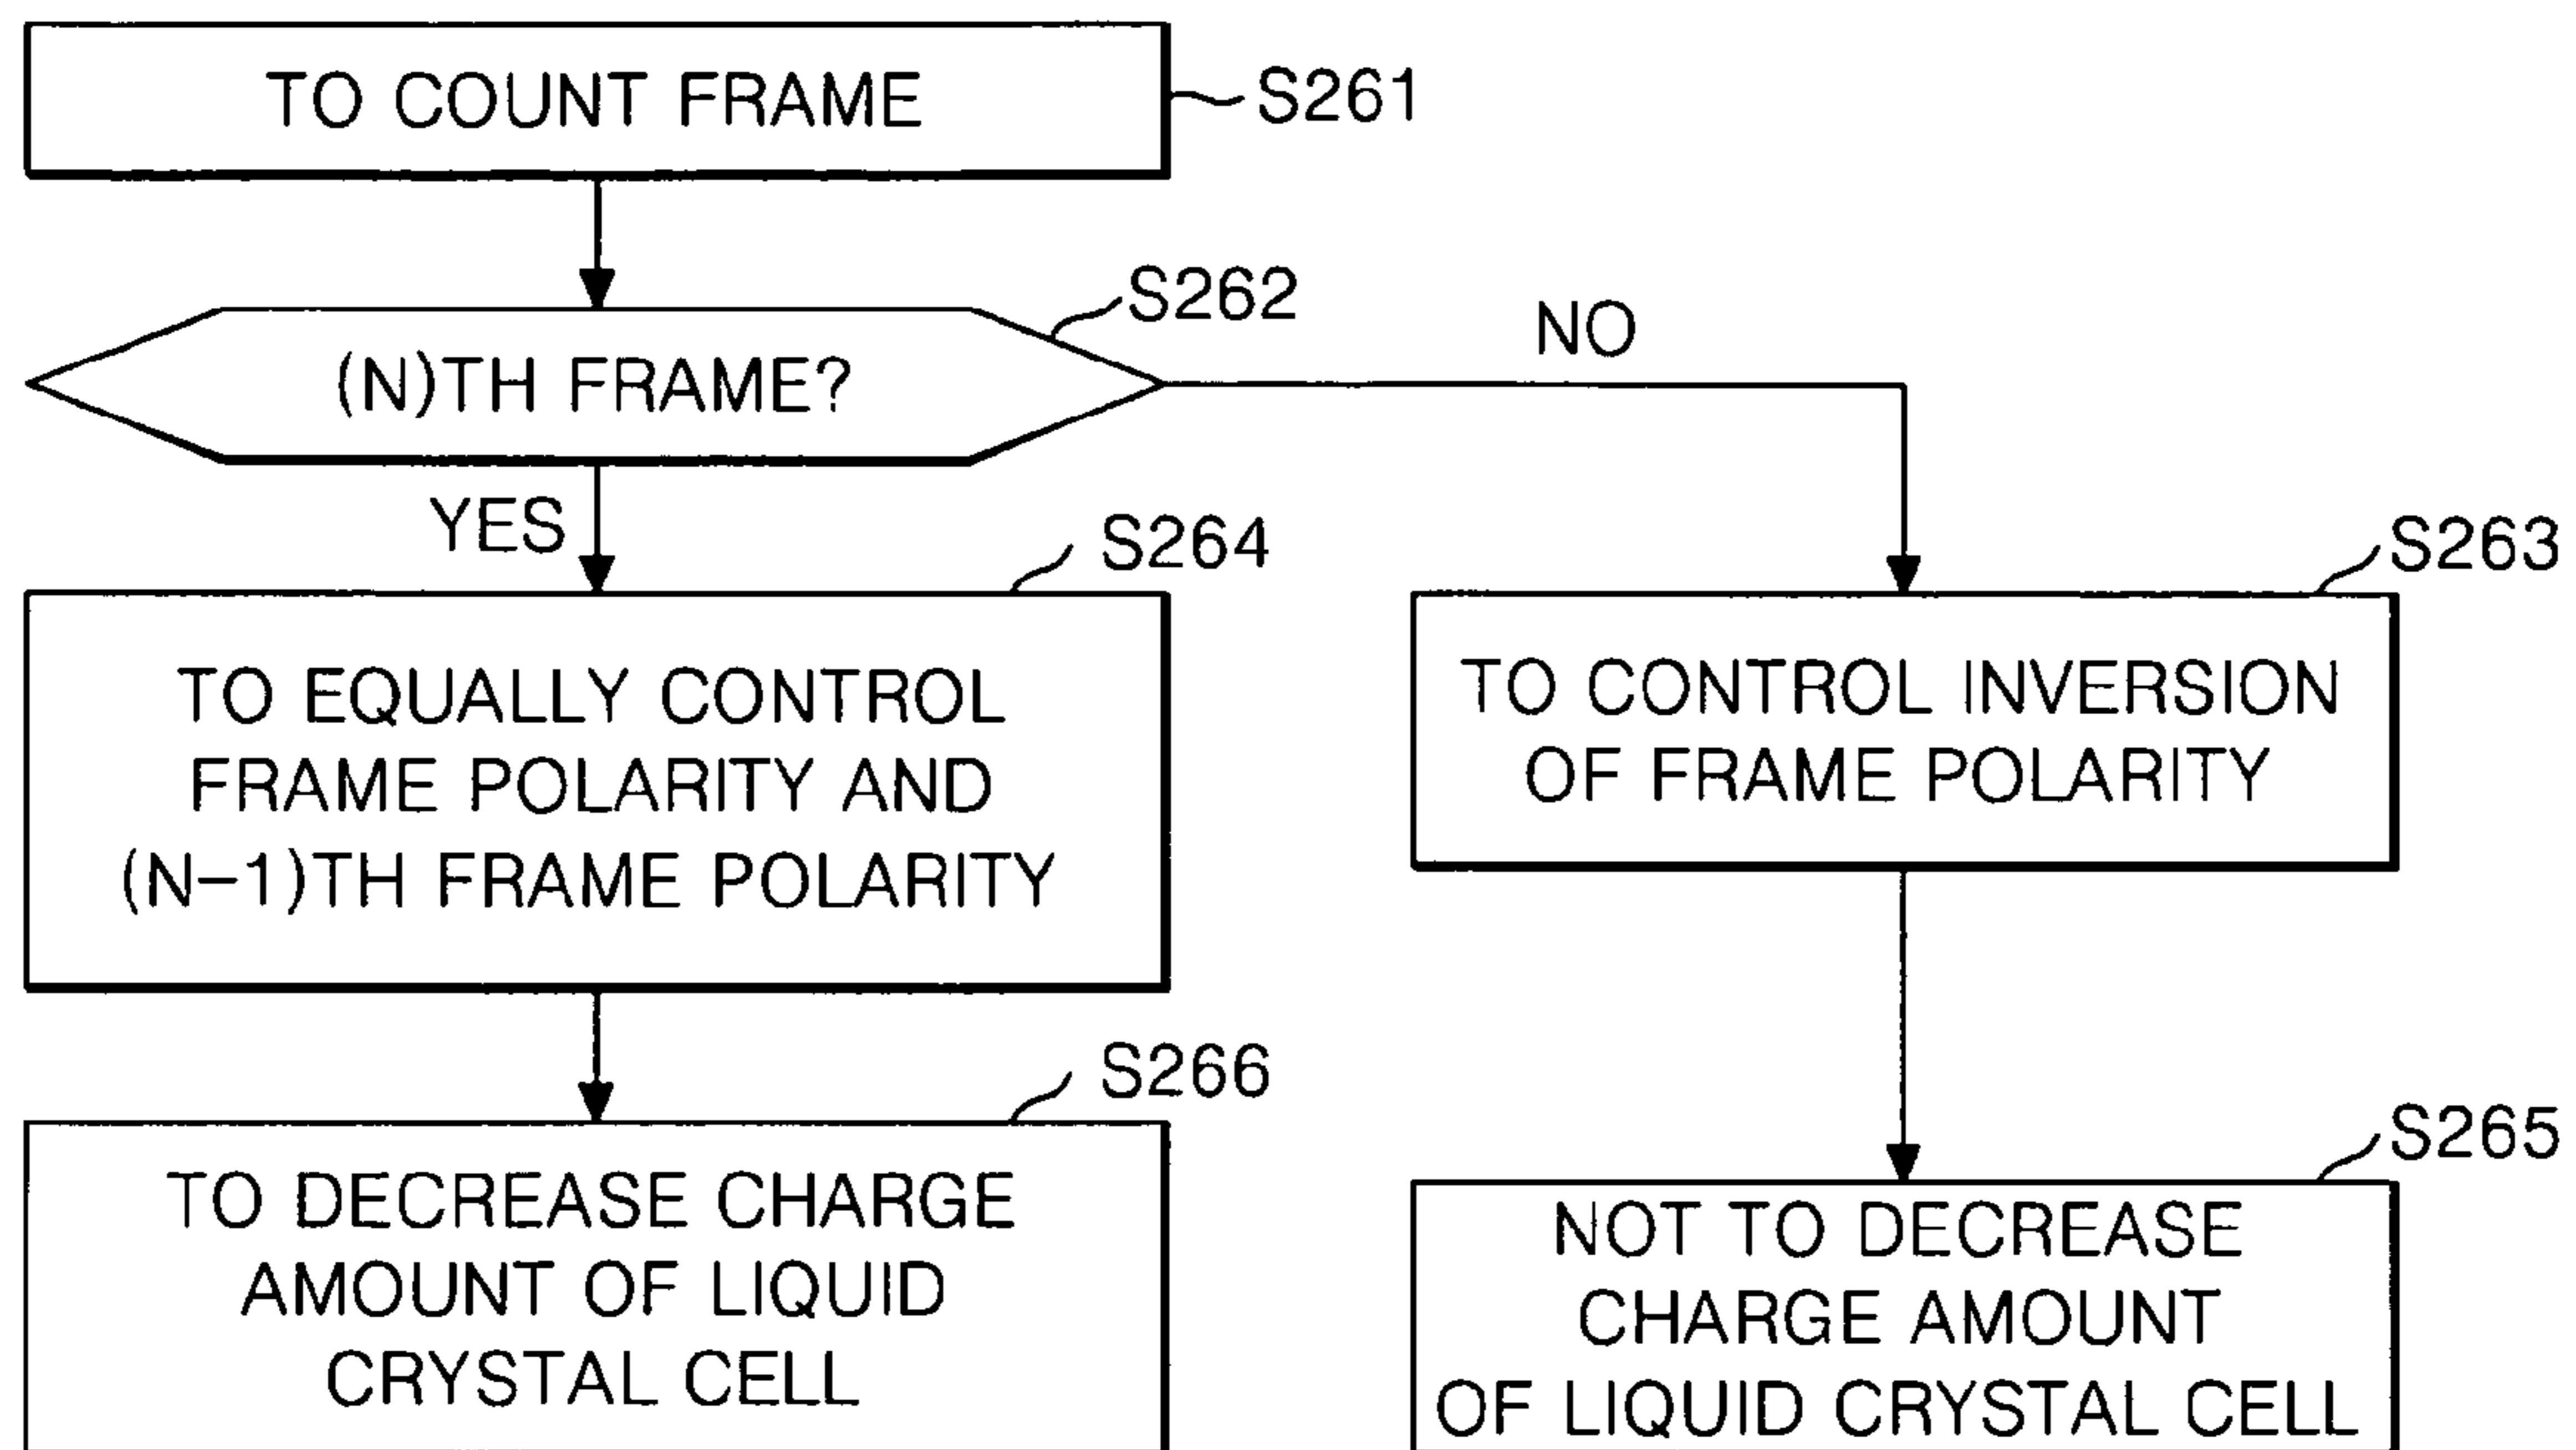 TO COUNT FRAME
S261
S262
(N)TH FRAME?
NO
YES
S264
TO EQUALLY CONTROL
FRAME POLARITY AND
(N-1)TH FRAME POLARITY
S263
TO CONTROL INVERSION
OF FRAME POLARITY
S266
TO DECREASE CHARGE
AMOUNT OF LIQUID
CRYSTAL CELL
S265
NOT TO DECREASE
CHARGE AMOUNT
OF LIQUID CRYSTAL CELL